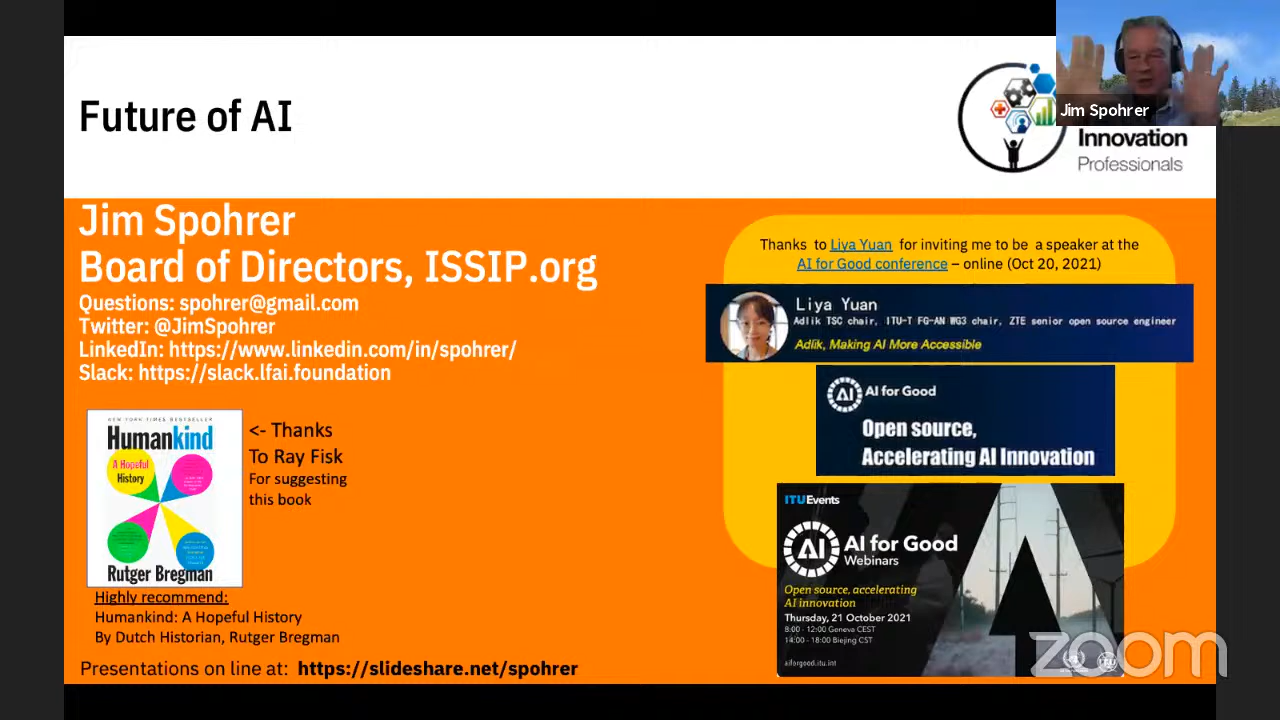 Future of AI
Innovation
Professionals
Jim Spohrer
Jim Spohrer
Board of Directors, ISSIP.org
Questions: spohrer@gmail.com
Twitter: @JimSpohrer
LinkedIn: https://www.linkedin.com/in/spohrer/
Slack: https://slack.lfai.foundation
NEW YORK TIMES BESTSELLER
Humankind
A Hopeful
History
Rutger Bregman
<- Thanks
To Ray Fisk
For suggesting
this book
Highly recommend:
Humankind: A Hopeful History
By Dutch Historian, Rutger Bregman
Presentations on line at: https://slideshare.net/spohrer
Thanks to Liya Yuan for inviting me to be a speaker at the
AI for Good conference – online (Oct 20, 2021)
Liya Yuan
Adlik TSC chair, ITU-T FG-AN WG3 chair, ZTE senior open source engineer
Adlik, Making AI More Accessible
AI
AI for Good
Open source,
Accelerating AI Innovation
ITUEvents
AI
AI for Good
Webinars
Open source, accelerating
AI innovation
Thursday, 21 October 2021
8:00 - 12:00 Geneva CEST
14:00 - 18:00 Biejing CST
aiforgood.itu.int
zoom